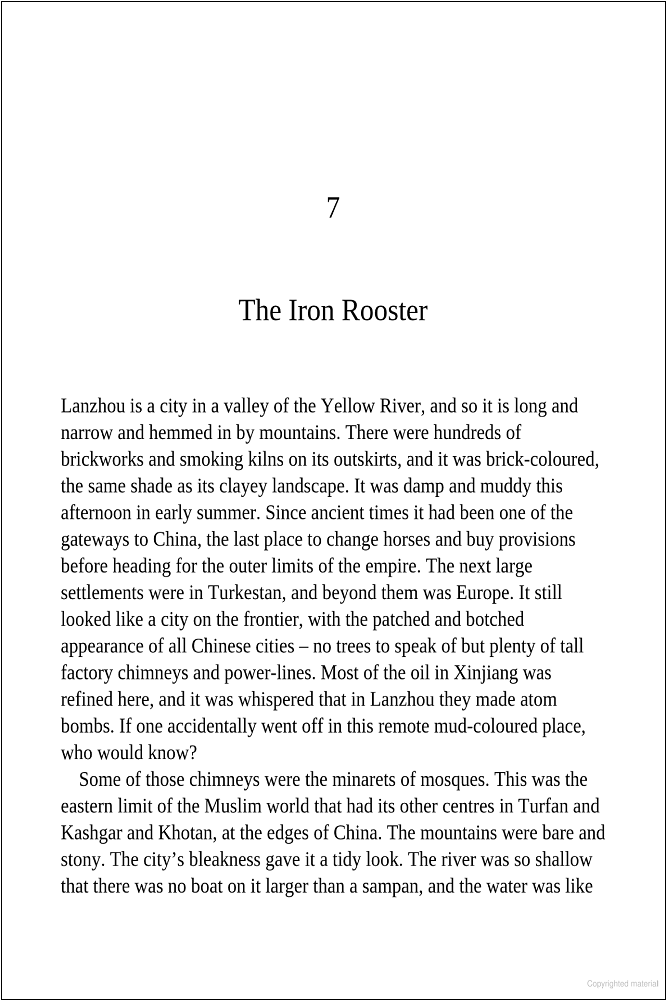 7
The Iron Rooster
Lanzhou is a city in a valley of the Yellow River, and so it is long and
narrow and hemmed in by mountains. There were hundreds of
brickworks and smoking kilns on its outskirts, and it was brick-coloured,
the same shade as its clayey landscape. It was damp and muddy this
afternoon in early summer. Since ancient times it had been one of the
gateways to China, the last place to change horses and buy provisions
before heading for the outer limits of the empire. The next large
settlements were in Turkestan, and beyond them was Europe. It still
looked like a city on the frontier, with the patched and botched
appearance of all Chinese cities – no trees to speak of but plenty of tall
factory chimneys and power-lines. Most of the oil in Xinjiang was
refined here, and it was whispered that in Lanzhou they made atom
bombs. If one accidentally went off in this remote mud-coloured place,
who would know?
Some of those chimneys were the minarets of mosques. This was the
eastern limit of the Muslim world that had its other centres in Turfan and
Kashgar and Khotan, at the edges of China. The mountains were bare and
stony. The city’s bleakness gave it a tidy look. The river was so shallow
that there was no boat on it larger than a sampan, and the water was like
Copyrighted material